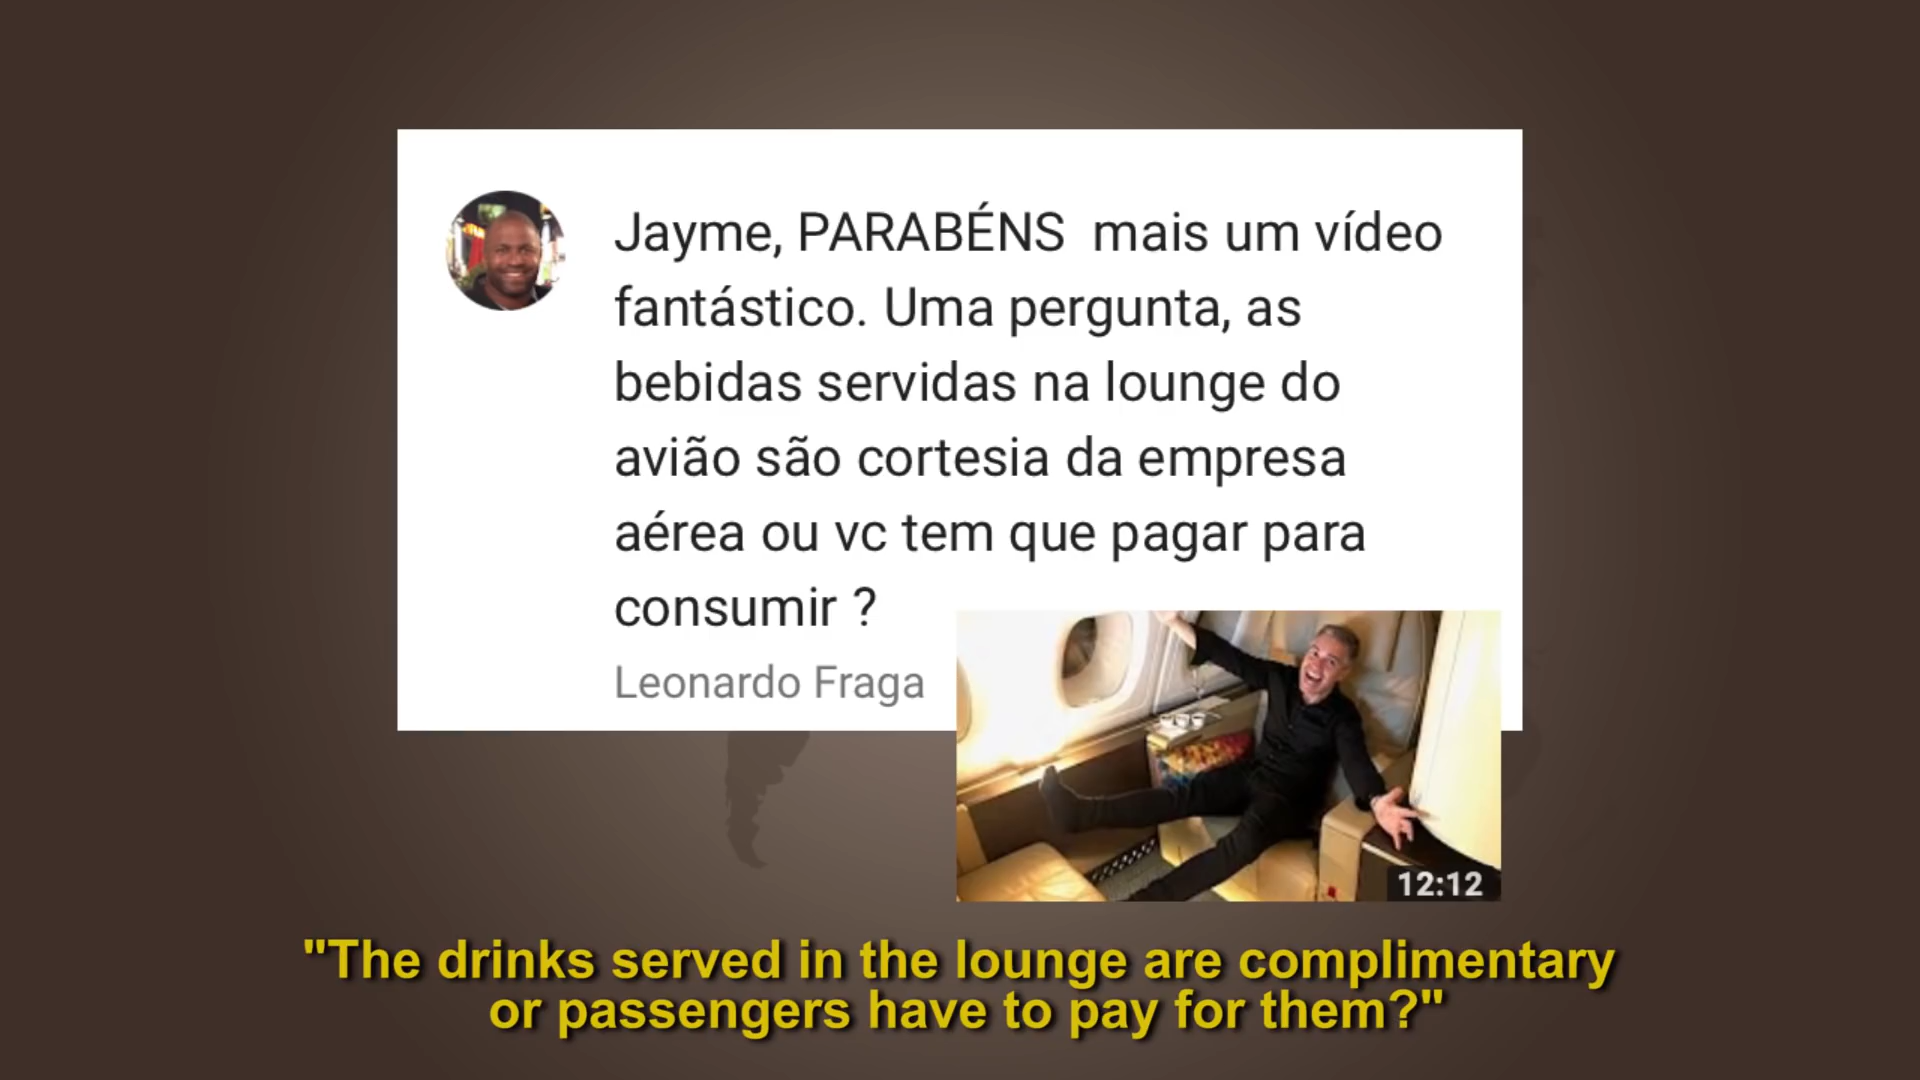 Jayme, PARABÉNS  mais um vídeo
fantástico. Uma pergunta, as
bebidas servidas na lounge do
avião são cortesia da empresa
aérea ou vc tem que pagar para
consumir ?
Leonardo Fraga
12:12
"The drinks served in the lounge are complimentary
or passengers have to pay for them?"